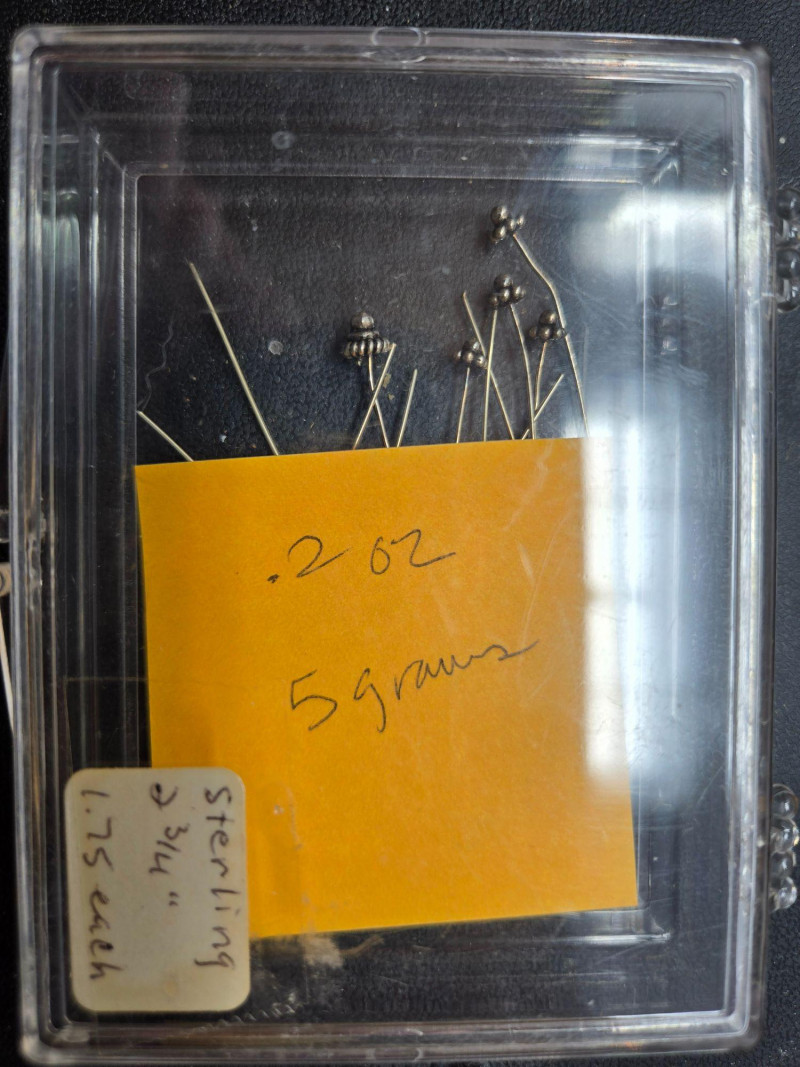 .2 oz
5 grams
Sterling
2 3/4"
1.75 each